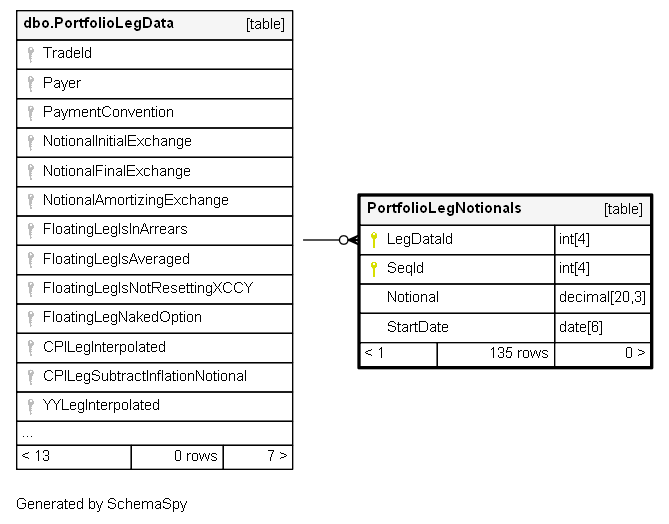 dbo.PortfolioLegData [table]
TradeId
Payer
PaymentConvention
NotionalInitialExchange
NotionalFinalExchange
NotionalAmortizingExchange
FloatingLegIsInArrears
FloatingLegIsAveraged
FloatingLegIsNotResettingXCCY
FloatingLegNakedOption
CPILegInterpolated
CPILegSubtractInflationNotional
YYLegInterpolated
...
< 13 0 rows 7 >
PortfolioLegNotionals [table]
LegDataId int[4]
SeqId int[4]
Notional decimal[20,3]
StartDate date[6]
< 1 135 rows 0 >
Generated by SchemaSpy